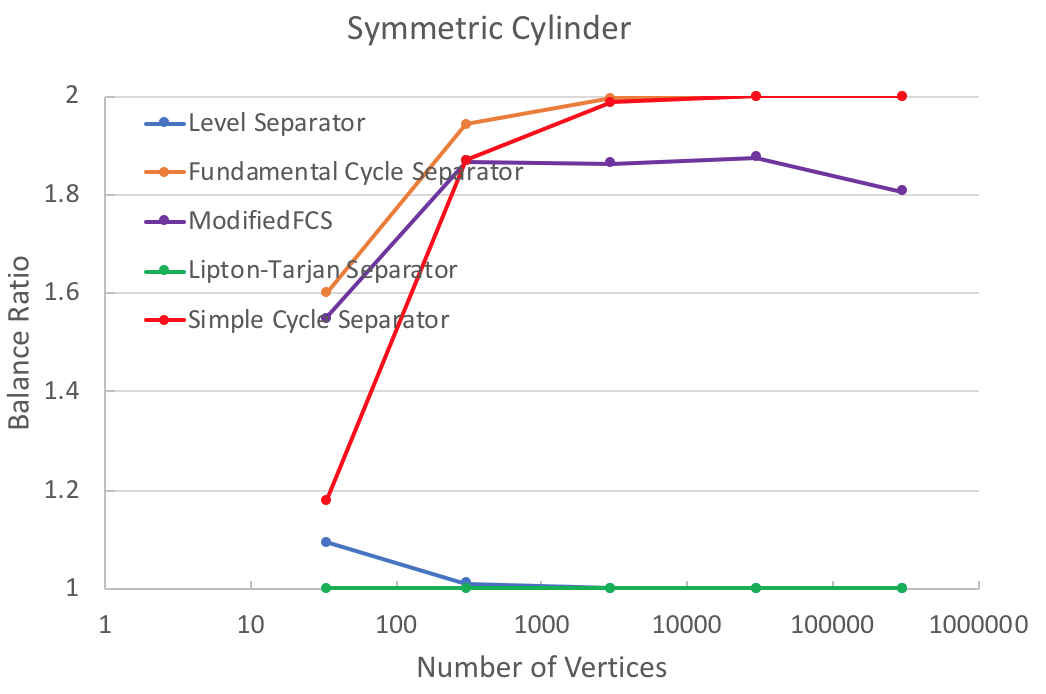 Symmetric Cylinder
2
Level Separator
Fundamental Cycle Separator
1.8
ModifiedFCS
Lipton-Tarjan Separator
1.6
Simple Cycle Separator
1.4
1.2
1
Balance Ratio
1 10 100 1000 10000 100000 1000000
Number of Vertices